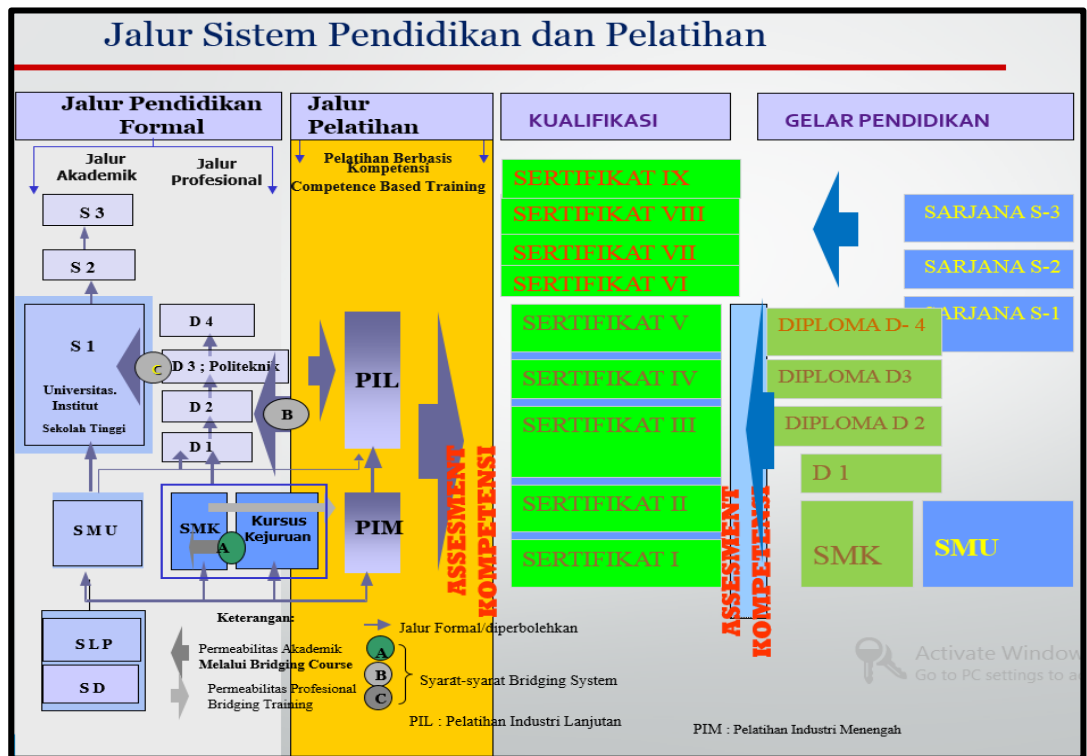 Jalur Sistem Pendidikan dan Pelatihan
Jalur Pendidikan
Formal
Jalur
Pelatihan
KUALIFIKASI
GELAR PENDIDIKAN
Jalur
Akademik
Jalur
Profesional
Pelatihan Berbasis
Kompetensi
Competence Based Training
S 3
S 2
S 1
Universitas.
Institut
Sekolah Tinggi
D 4
D 3 ; Politeknik
D 2
D 1
C
B
PIL
PIM
S M U
SMK
Kursus
Kejuruan
A
S L P
S D
ASSESMENT
KOMPETENSI
SERTIFIKAT IX
SERTIFIKAT VIII
SERTIFIKAT VII
SERTIFIKAT VI
SERTIFIKAT V
SERTIFIKAT IV
SERTIFIKAT III
SERTIFIKAT II
SERTIFIKAT I
ASSESMENT
KOMPETENSI
SARJANA S-3
SARJANA S-2
SARJANA S-1
DIPLOMA D- 4
DIPLOMA D3
DIPLOMA D 2
D 1
SMK
SMU
Keterangan:
Permeabilitas Akademik
Melalui Bridging Course
Permeabilitas Profesional
Bridging Training
Jalur Formal/diperbolehkan
A
B
C
Syarat-syarat Bridging System
PIL : Pelatihan Industri Lanjutan
PIM : Pelatihan Industri Menengah
Activate Window
Go to PC settings to a